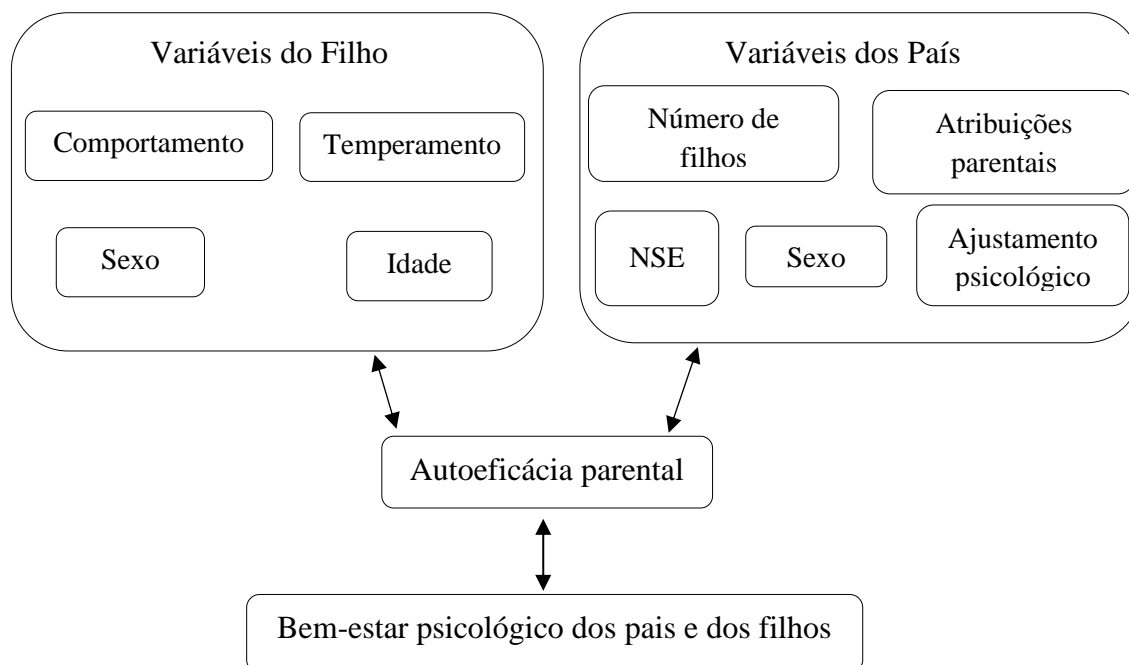 Variáveis do Filho
Comportamento
Temperamento
Sexo
Idade
Variáveis dos País
Número de
filhos
Atribuições
parentais
NSE
Sexo
Ajustamento
psicológico
Autoeficácia parental
Bem-estar psicológico dos pais e dos filhos